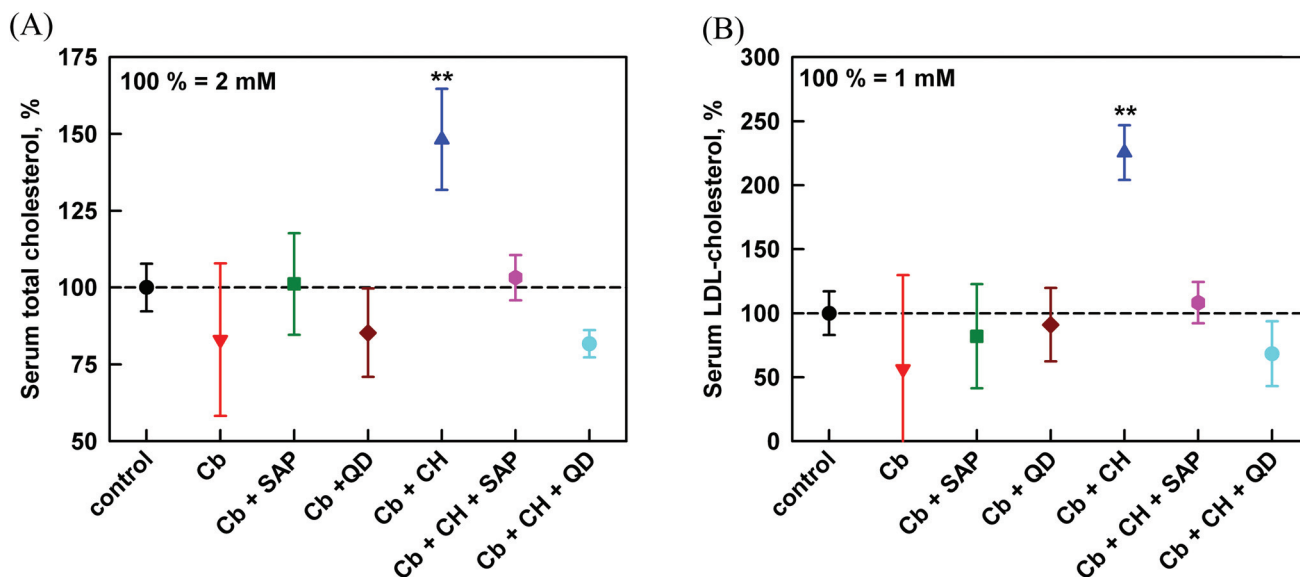 (A)
Serum total cholesterol, %
175
150
125
100
75
50
100 % = 2 mM
**
control
Cb
Cb + SAP
Cb +QD
Cb + CH
Cb + CH + SAP
Cb + CH + QD
(B)
Serum LDL-cholesterol, %
300
250
200
150
100
50
0
100 % = 1 mM
**
control
Cb
Cb + SAP
Cb + QD
Cb + CH
Cb + CH + SAP
Cb + CH + QD